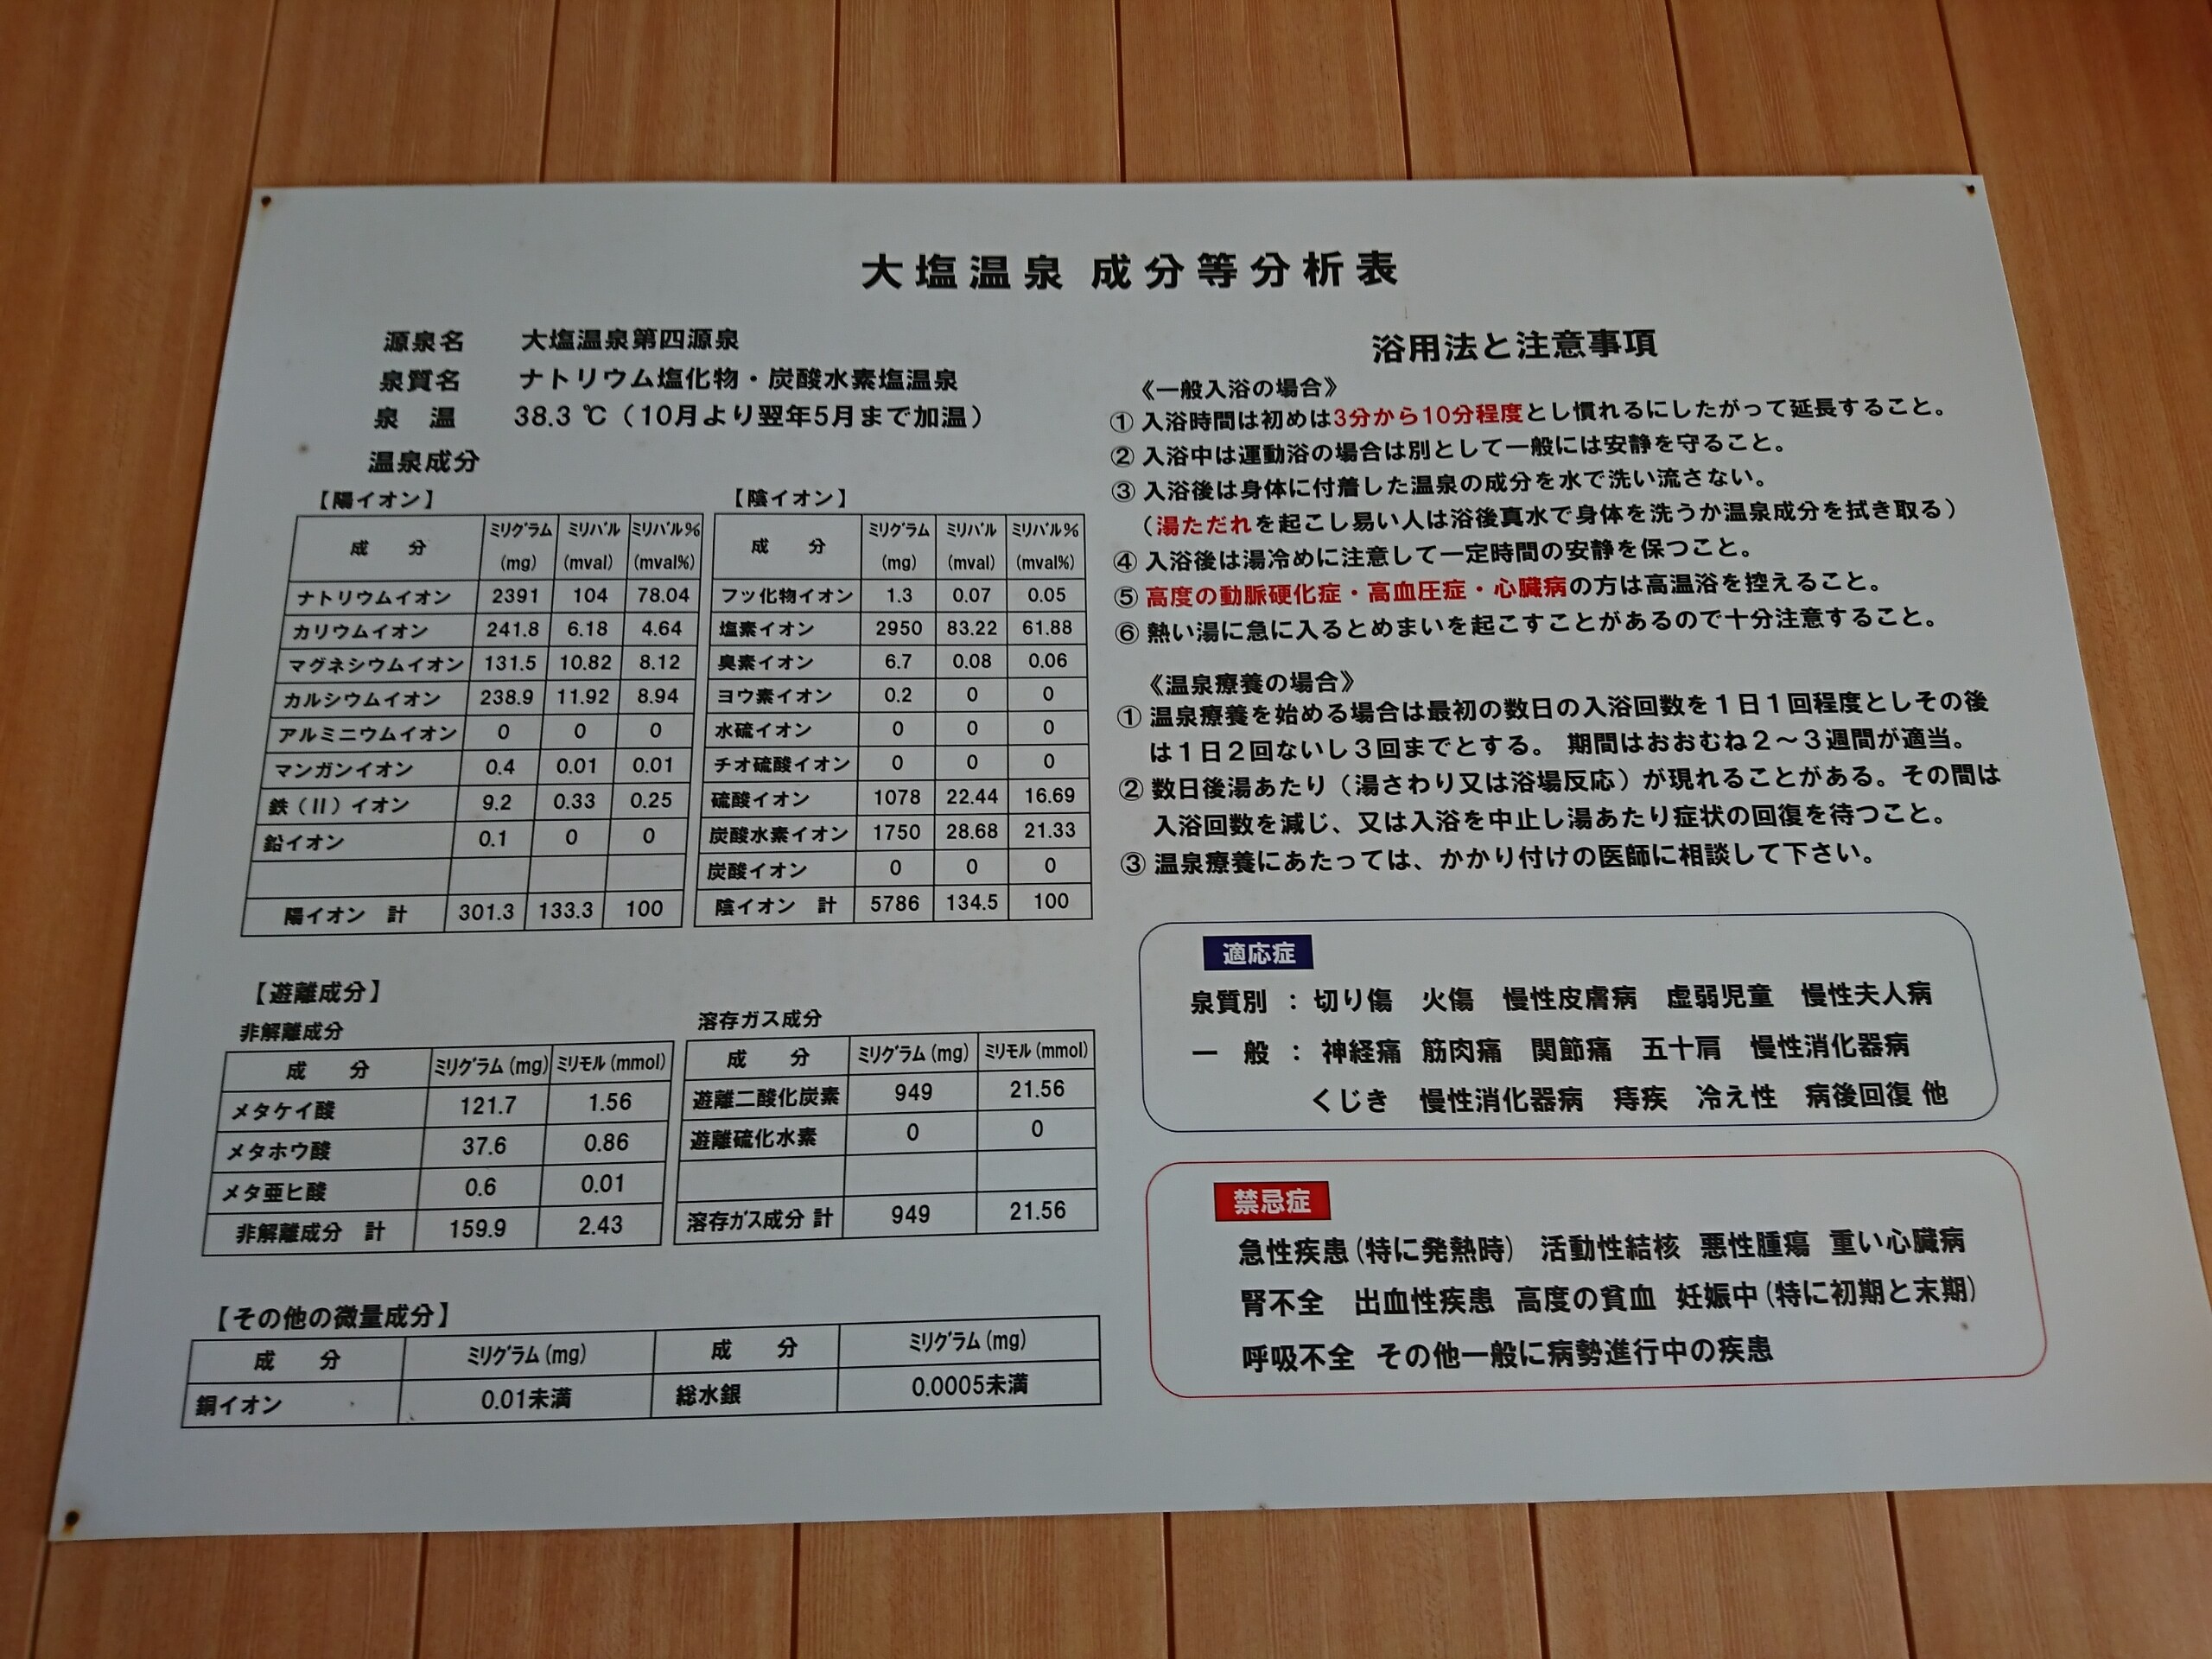 大塩温泉 成分等分析表
源泉名 大塩温泉第四源泉
泉質名 ナトリウム塩化物・炭酸水素塩温泉
泉 温 38.3 ℃（10月より翌年5月まで加温）
温泉成分
【陽イオン】
成 分 ミリグラム(mg) ミリバル(mval) ミリバル%(mval%)
ナトリウムイオン 2391 104 78.04
カリウムイオン 241.8 6.18 4.64
マグネシウムイオン 131.5 10.82 8.12
カルシウムイオン 238.9 11.92 8.94
アルミニウムイオン 0 0 0
マンガンイオン 0.4 0.01 0.01
鉄（II）イオン 9.2 0.33 0.25
鉛イオン 0.1 0 0
陽イオン 計 301.3 133.3 100
【陰イオン】
成 分 ミリグラム(mg) ミリバル(mval) ミリバル%(mval%)
フッ化物イオン 1.3 0.07 0.05
塩素イオン 2950 83.22 61.88
臭素イオン 6.7 0.08 0.06
ヨウ素イオン 0.2 0 0
水硫イオン 0 0 0
チオ硫酸イオン 0 0 0
硫酸イオン 1078 22.44 16.69
炭酸水素イオン 1750 28.68 21.33
炭酸イオン 0 0 0
陰イオン 計 5786 134.5 100
【遊離成分】
非解離成分
成 分 ミリグラム(mg) ミリモル(mmol)
メタケイ酸 121.7 1.56
メタホウ酸 37.6 0.86
メタ亜ヒ酸 0.6 0.01
非解離成分 計 159.9 2.43
溶存ガス成分
成 分 ミリグラム(mg) ミリモル(mmol)
遊離二酸化炭素 949 21.56
遊離硫化水素 0 0
溶存ガス成分 計 949 21.56
【その他の微量成分】
成 分 ミリグラム(mg) 成 分 ミリグラム(mg)
銅イオン 0.01未満 総水銀 0.0005未満
浴用法と注意事項
《一般入浴の場合》
① 入浴時間は初めは3分から10分程度とし慣れるにしたがって延長すること。
② 入浴中は運動浴の場合は別として一般には安静を守ること。
③ 入浴後は身体に付着した温泉の成分を水で洗い流さない。
（湯ただれを起こし易い人は浴後真水で身体を洗うか温泉成分を拭き取る）
④ 入浴後は湯冷めに注意して一定時間の安静を保つこと。
⑤ 高度の動脈硬化症・高血圧症・心臓病の方は高温浴を控えること。
⑥ 熱い湯に急に入るとめまいを起こすことがあるので十分注意すること。
《温泉療養の場合》
① 温泉療養を始める場合は最初の数日の入浴回数を１日１回程度としその後
は１日２回ないし３回までとする。 期間はおおむね２～３週間が適当。
② 数日後湯あたり（湯さわり又は浴場反応）が現れることがある。その間は
入浴回数を減じ、又は入浴を中止し湯あたり症状の回復を待つこと。
③ 温泉療養にあたっては、かかり付けの医師に相談して下さい。
適応症
泉質別 ： 切り傷 火傷 慢性皮膚病 虚弱児童 慢性夫人病
一 般 ： 神経痛 筋肉痛 関節痛 五十肩 慢性消化器病
くじき 慢性消化器病 痔疾 冷え性 病後回復 他
禁忌症
急性疾患(特に発熱時) 活動性結核 悪性腫瘍 重い心臓病
腎不全 出血性疾患 高度の貧血 妊娠中(特に初期と末期)
呼吸不全 その他一般に病勢進行中の疾患